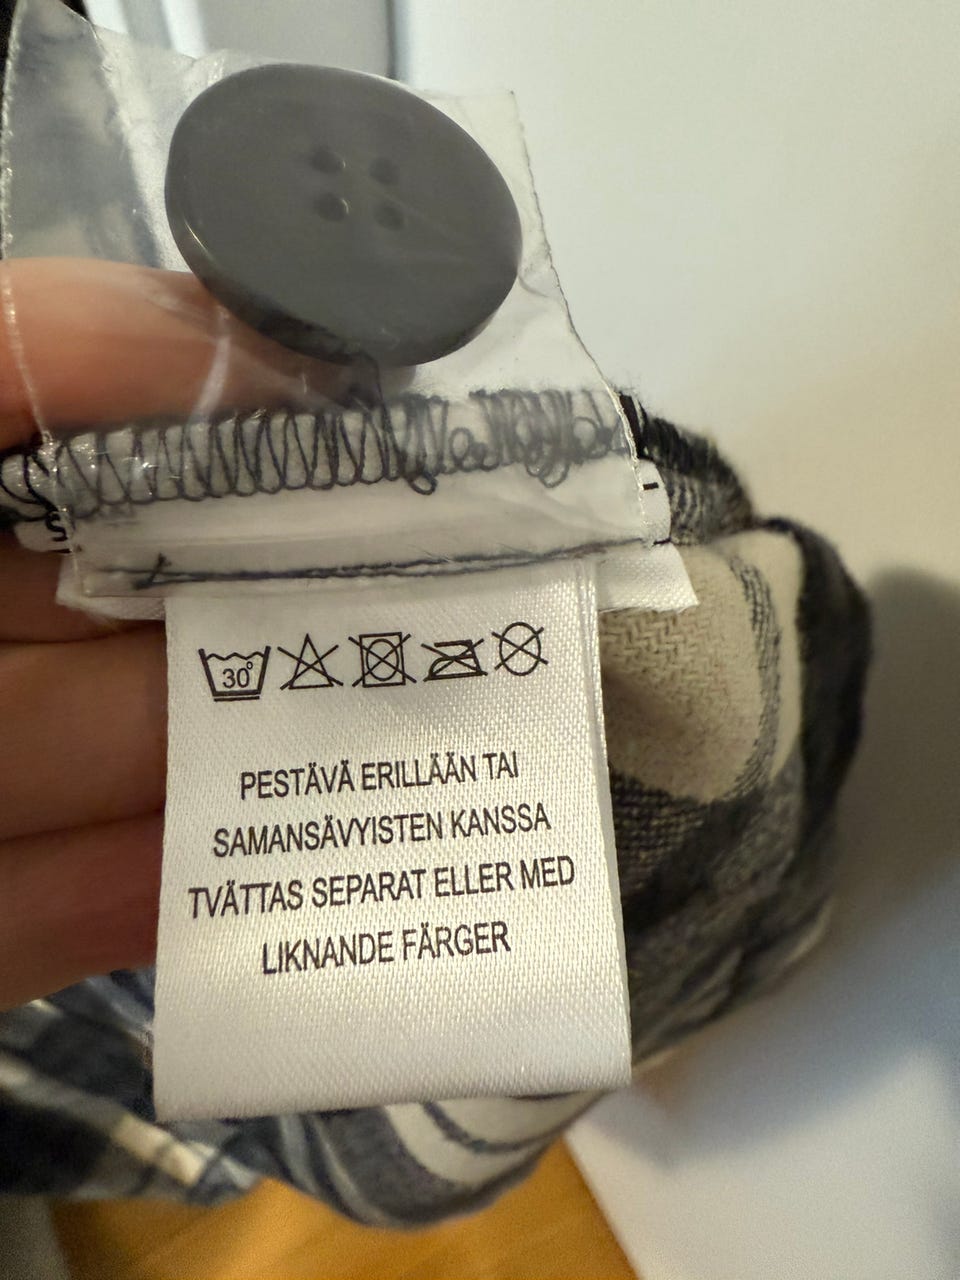 30°
PESTÄVÄ ERILLÄÄN TAI
SAMANSÄVYISTEN KANSSA
TVÄTTAS SEPARAT ELLER MED
LIKNANDE FÄRGER